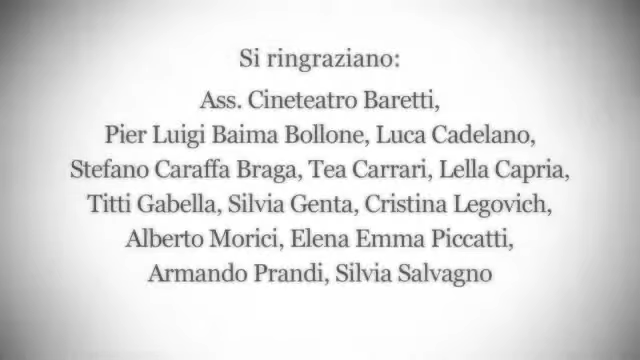 Si ringraziano:
Ass. Cineteatro Baretti,
Pier Luigi Baima Bollone, Luca Cadelano,
Stefano Caraffa Braga, Tea Carrari, Lella Capria,
Titti Gabella, Silvia Genta, Cristina Legovich,
Alberto Morici, Elena Emma Piccatti,
Armando Prandi, Silvia Salvagno